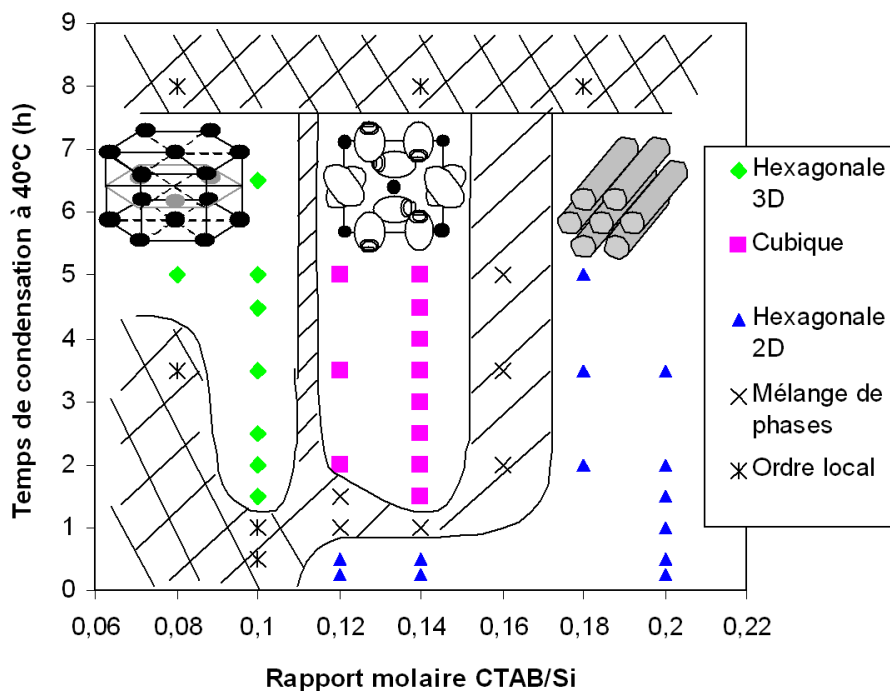 9
8
7
6
5
4
3
2
1
0
Temps de condensation à 40°C (h)
0,06 0,08 0,1 0,12 0,14 0,16 0,18 0,2 0,22
Rapport molaire CTAB/Si
Hexagonale
3D
Cubique
Hexagonale
2D
Mélange de
phases
Ordre local